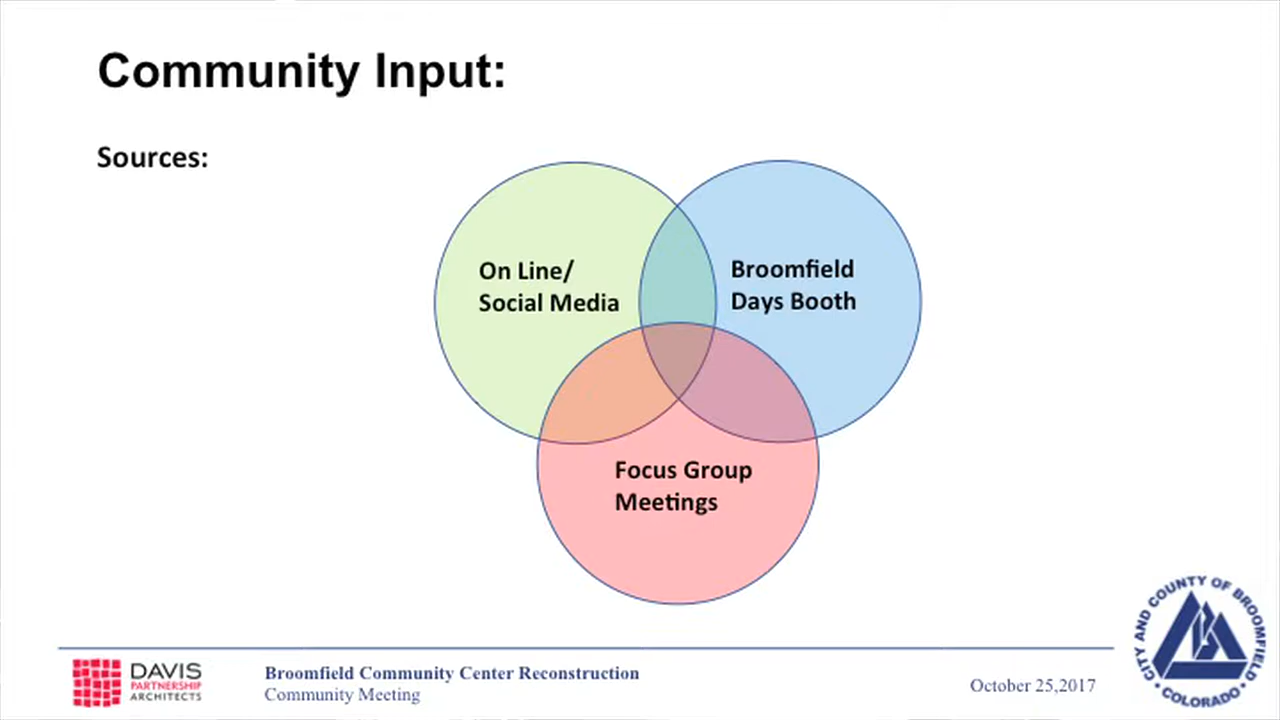 Community Input:
Sources:
On Line/
Social Media
Broomfield
Days Booth
Focus Group
Meetings
DAVIS
PARTNERSHIP
ARCHITECTS
Broomfield Community Center Reconstruction
Community Meeting
October 25,2017
CITY AND COUNTY OF BROOMFIELD
• COLORADO •